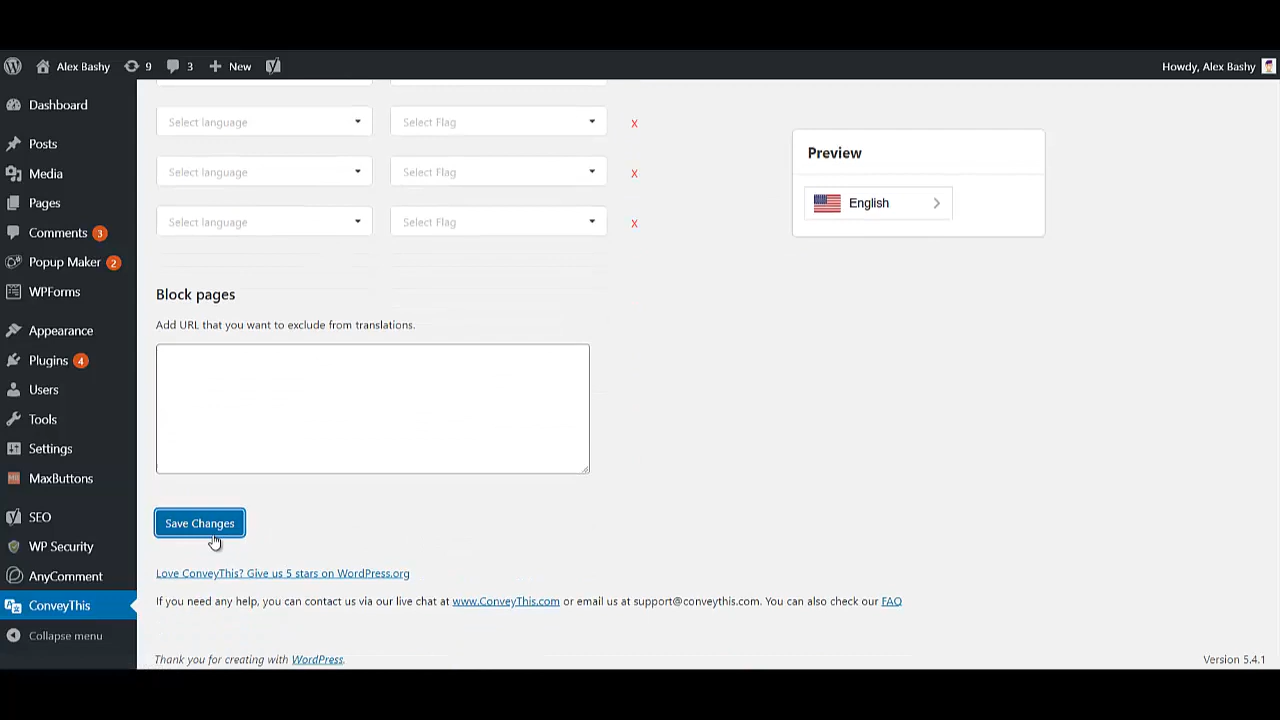 Alex Bashy 9 3 New Howdy, Alex Bashy
Dashboard
Posts
Media
Pages
Comments 3
Popup Maker 2
WPForms
Appearance
Plugins 4
Users
Tools
Settings
MaxButtons
SEO
WP Security
AnyComment
ConveyThis
Collapse menu
Select language Select Flag X
Select language Select Flag X
Select language Select Flag X
Block pages
Add URL that you want to exclude from translations.
Save Changes
Love ConveyThis? Give us 5 stars on WordPress.org
If you need any help, you can contact us via our live chat at www.ConveyThis.com or email us at support@conveythis.com. You can also check our FAQ
Thank you for creating with WordPress.
Version 5.4.1
Preview
English